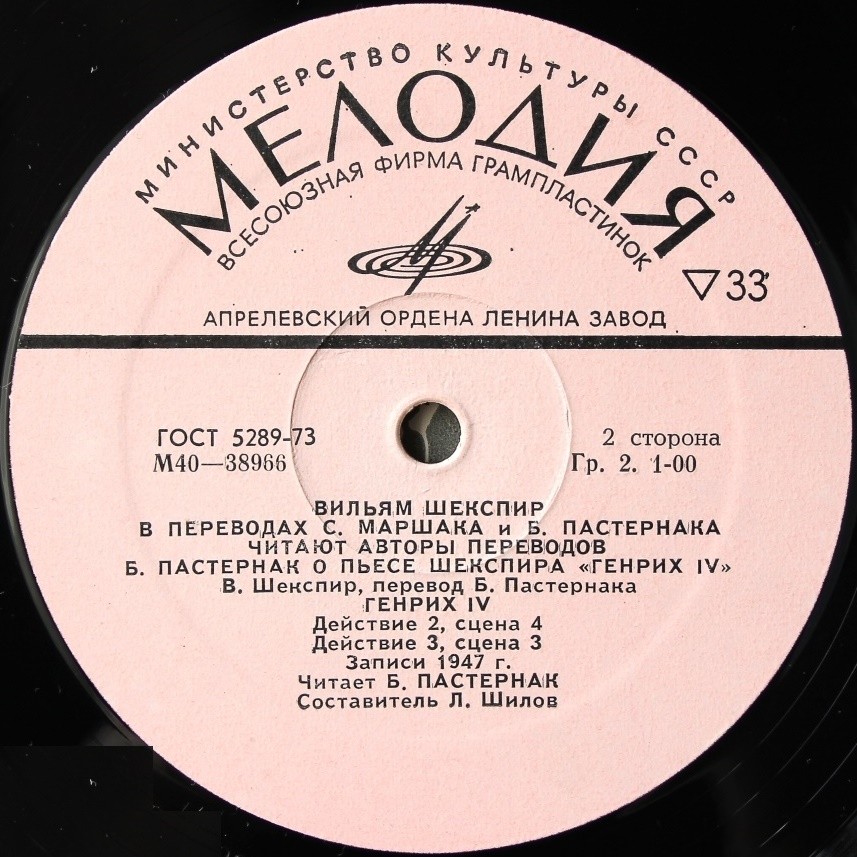 МИНИСТЕРСТВО КУЛЬТУРЫ СССР
МЕЛОДИЯ
ВСЕСОЮЗНАЯ ФИРМА ГРАМПЛАСТИНОК
33
АПРЕЛЕВСКИЙ ОРДЕНА ЛЕНИНА ЗАВОД
ГОСТ 5289-73
2 сторона
М40—38966
Гр. 2. 1-00
ВИЛЬЯМ ШЕКСПИР
В ПЕРЕВОДАХ С. МАРШАКА и Б. ПАСТЕРНАКА
ЧИТАЮТ АВТОРЫ ПЕРЕВОДОВ
Б. ПАСТЕРНАК О ПЬЕСЕ ШЕКСПИРА «ГЕНРИХ IV»
В. Шекспир, перевод Б. Пастернака
ГЕНРИХ IV
Действие 2, сцена 4
Действие 3, сцена 3
Записи 1947 г.
Читает Б. ПАСТЕРНАК
Составитель Л. Шилов